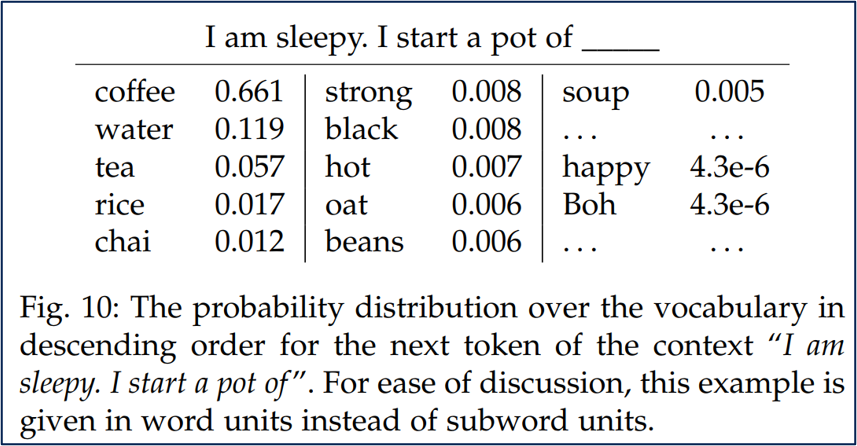 I am sleepy. I start a pot of _____
coffee 0.661 strong 0.008 soup 0.005
water 0.119 black 0.008 ... ...
tea 0.057 hot 0.007 happy 4.3e-6
rice 0.017 oat 0.006 Boh 4.3e-6
chai 0.012 beans 0.006 ... ...
Fig. 10: The probability distribution over the vocabulary in
descending order for the next token of the context “I am
sleepy. I start a pot of”. For ease of discussion, this example is
given in word units instead of subword units.